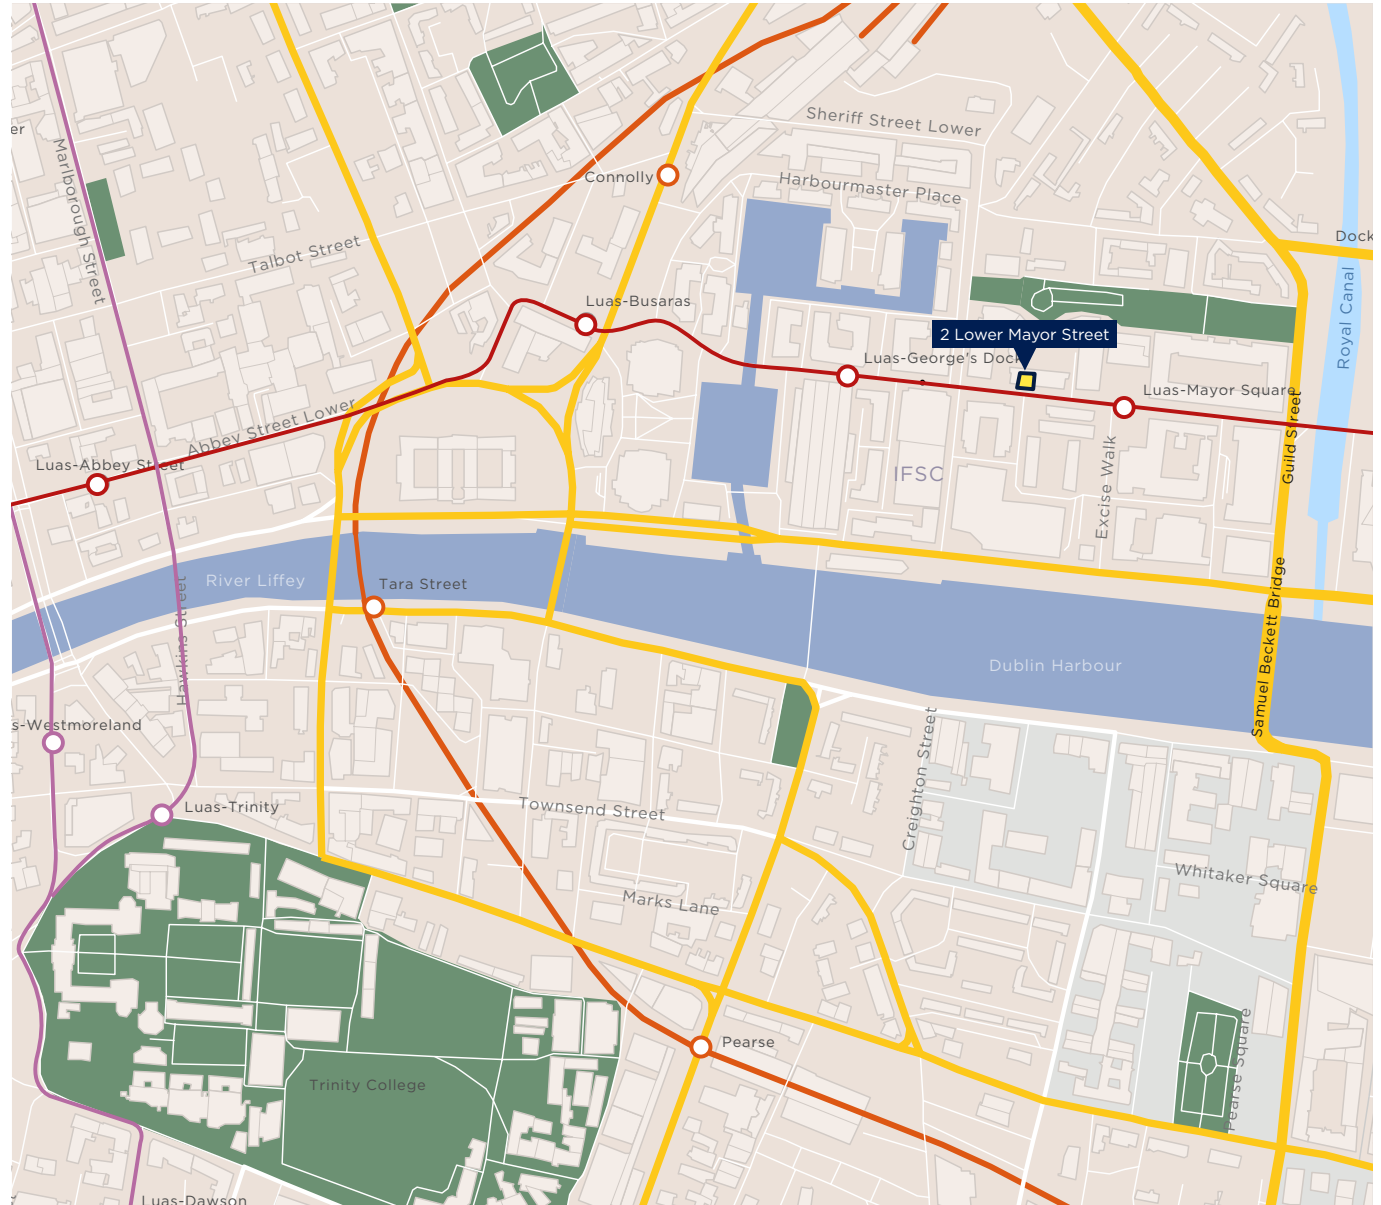 er
Marlborough Street
Sheriff Street Lower
Connolly
Harbourmaster Place
Talbot Street
Dock
Luas-Busaras
Royal Canal
2 Lower Mayor Street
Luas-George's Dock
Luas-Mayor Square
Abbey Street Lower
Guild Street
Luas-Abbey Street
IFSC
Excise Walk
River Liffey
Tara Street
Hawkins Street
Samuel Beckett Bridge
Dublin Harbour
s-Westmoreland
Creighton Street
Luas-Trinity
Townsend Street
Whitaker Square
Marks Lane
Pearse
Pearse Square
Trinity College
Luas-Dawson